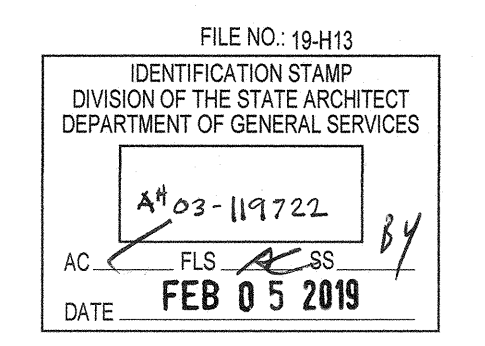 FILE NO.: 19-H13
IDENTIFICATION STAMP
DIVISION OF THE STATE ARCHITECT
DEPARTMENT OF GENERAL SERVICES
A# 03-119722
AC FLS AC SS BY
DATE FEB 05 2019